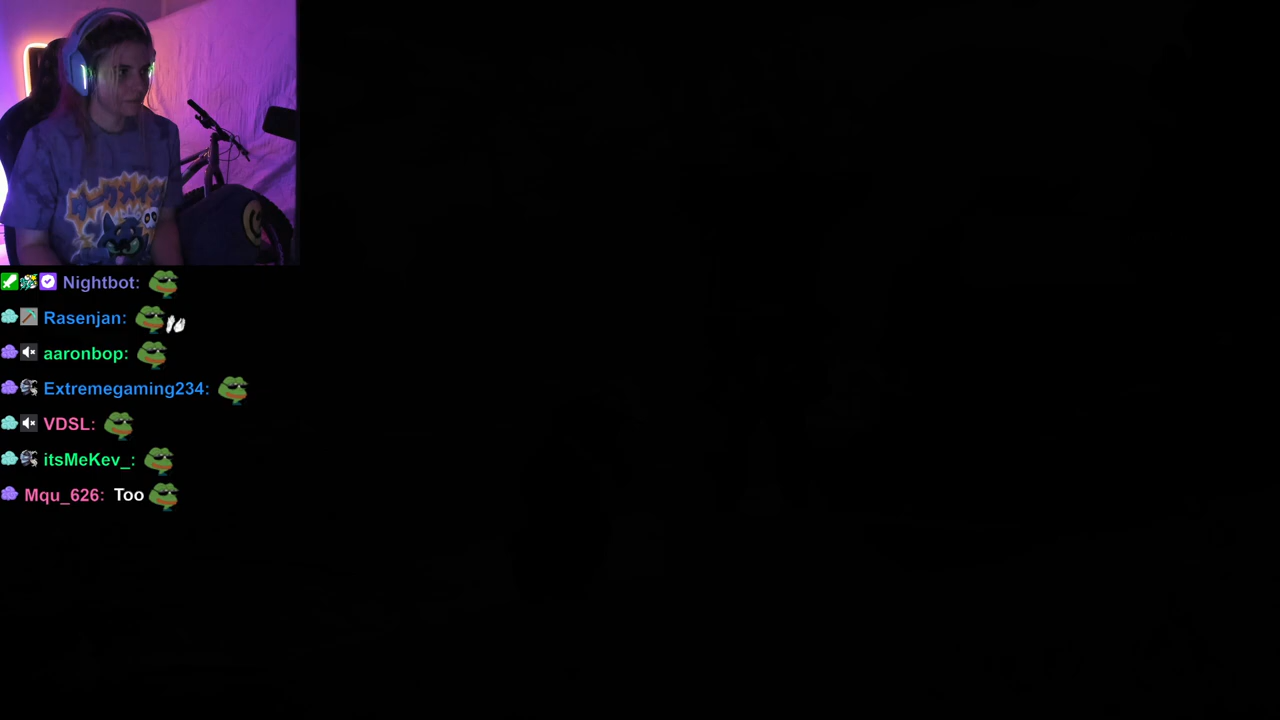 Nightbot:
Rasenjan:
aaronbop:
Extremegaming234:
VDSL:
itsMeKev_:
Mqu_626: Too